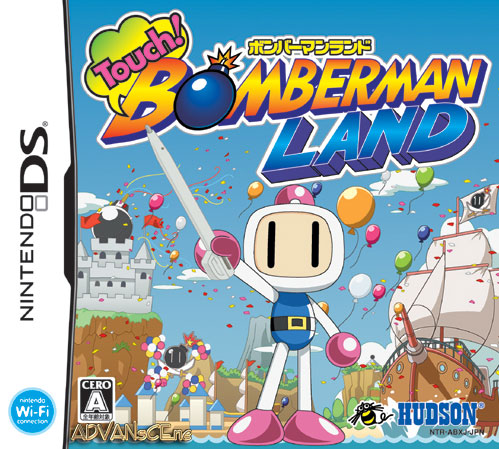 Touch!
ボンバーマンランド
BOMBERMAN
LAND
NINTENDO DS
CERO
A
全年齢対象
nintendo
Wi-Fi
connection
ADVANsCEne
HUDSON
NTR-ABXJ-JPN